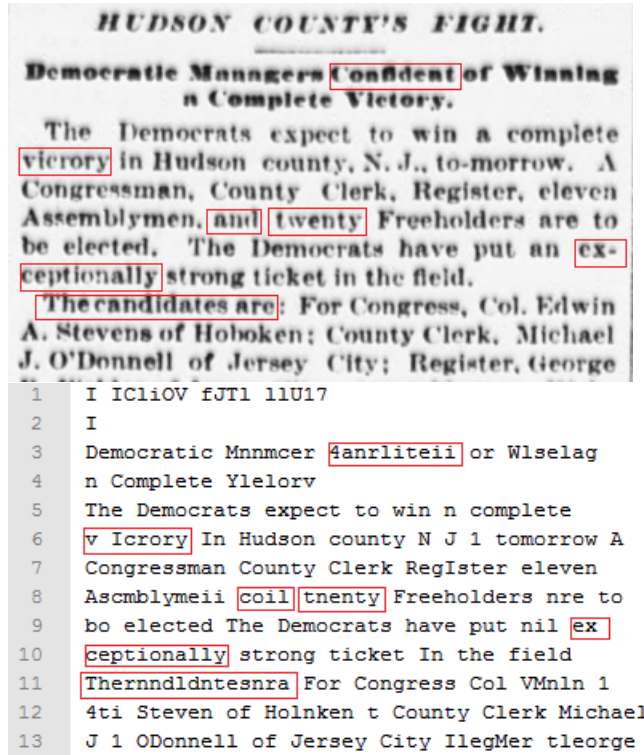 HUDSON COUNTY'S FIGHT.
Democratic Managers Confident of Winning
a Complete Victory.
The Democrats expect to win a complete
vicrory in Hudson county, N. J., to-morrow. A
Congressman, County Clerk, Register, eleven
Assemblymen, and twenty Freeholders are to
be elected. The Democrats have put an ex-
ceptionally strong ticket in the field.
The candidates are: For Congress, Col. Edwin
A. Stevens of Hoboken; County Clerk, Michael
J. O'Donnell of Jersey City; Register, George
1 I ICliOV fJTl llU17
2 I
3 Democratic Mnnmcer 4anrliteii or Wlselag
4 n Complete Ylelorv
5 The Democrats expect to win n complete
6 v Icrory In Hudson county N J 1 tomorrow A
7 Congressman County Clerk RegIster eleven
8 Ascmblymeii coil tnenty Freeholders nre to
9 bo elected The Democrats have put nil ex
10 ceptionally strong ticket In the field
11 Thernndldntesnra For Congress Col VMnln 1
12 4ti Steven of Holnken t County Clerk Michael
13 J 1 ODonnell of Jersey City IlegMer tleorge